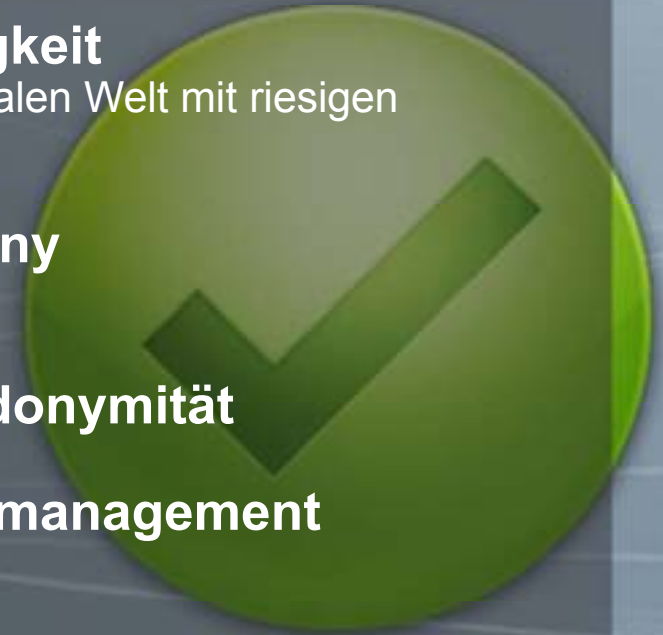 gkeit
alen Welt mit riesigen
ny
donymität
management